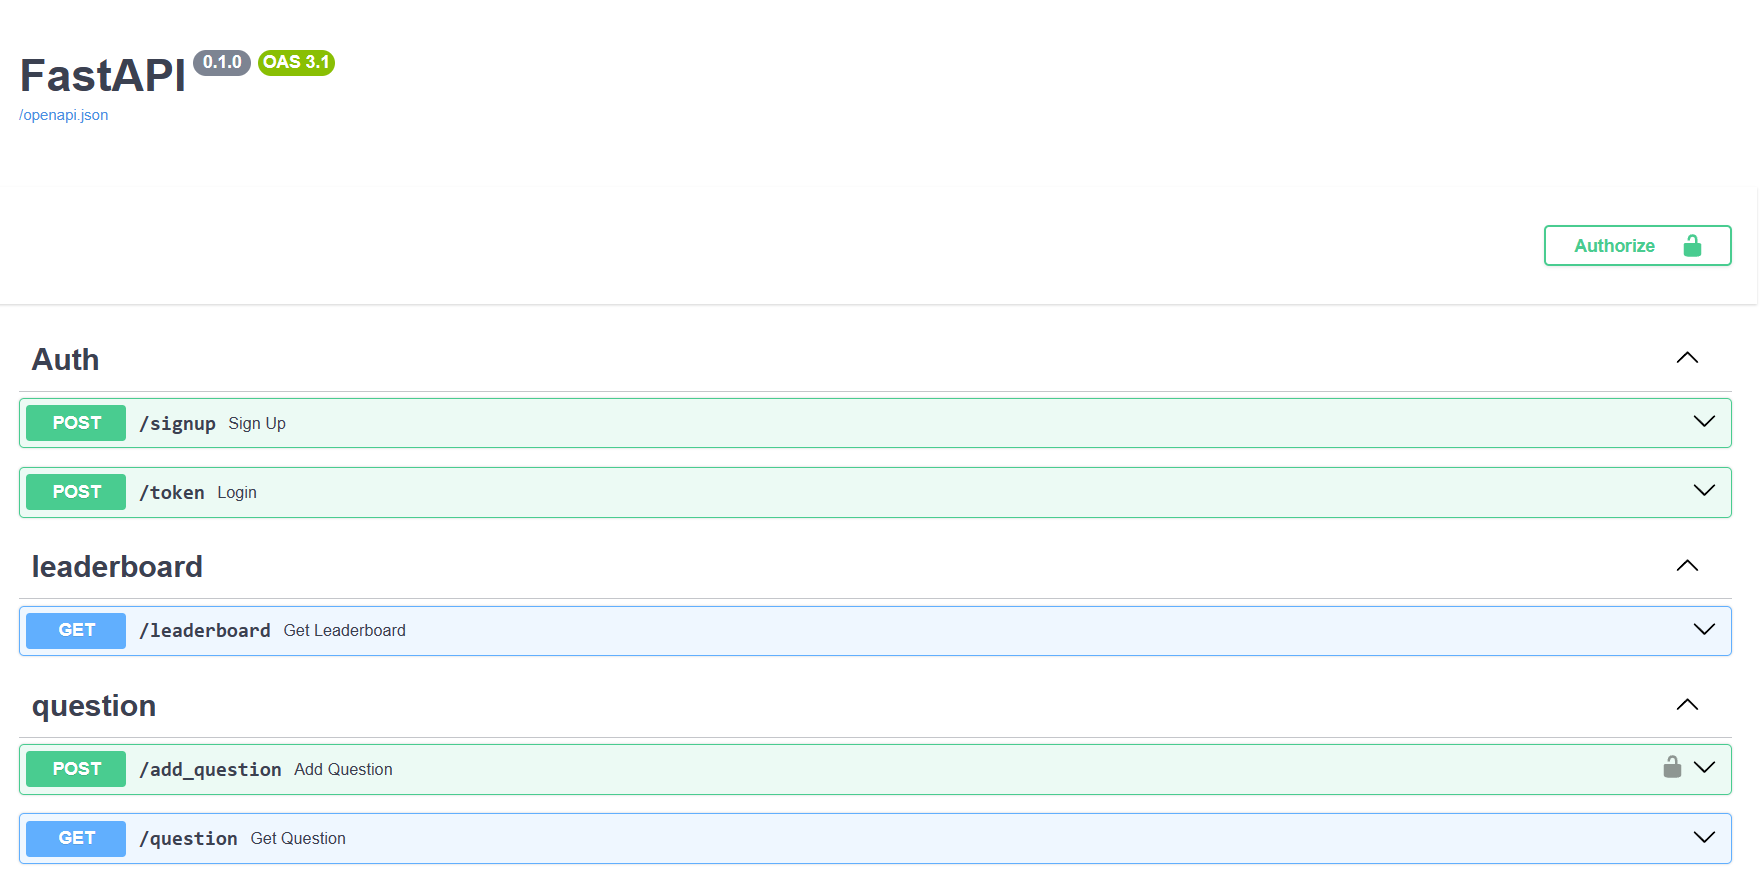 FastAPI 0.1.0 OAS 3.1
/openapi.json
Authorize
Auth
POST /signup Sign Up
POST /token Login
leaderboard
GET /leaderboard Get Leaderboard
question
POST /add_question Add Question
GET /question Get Question